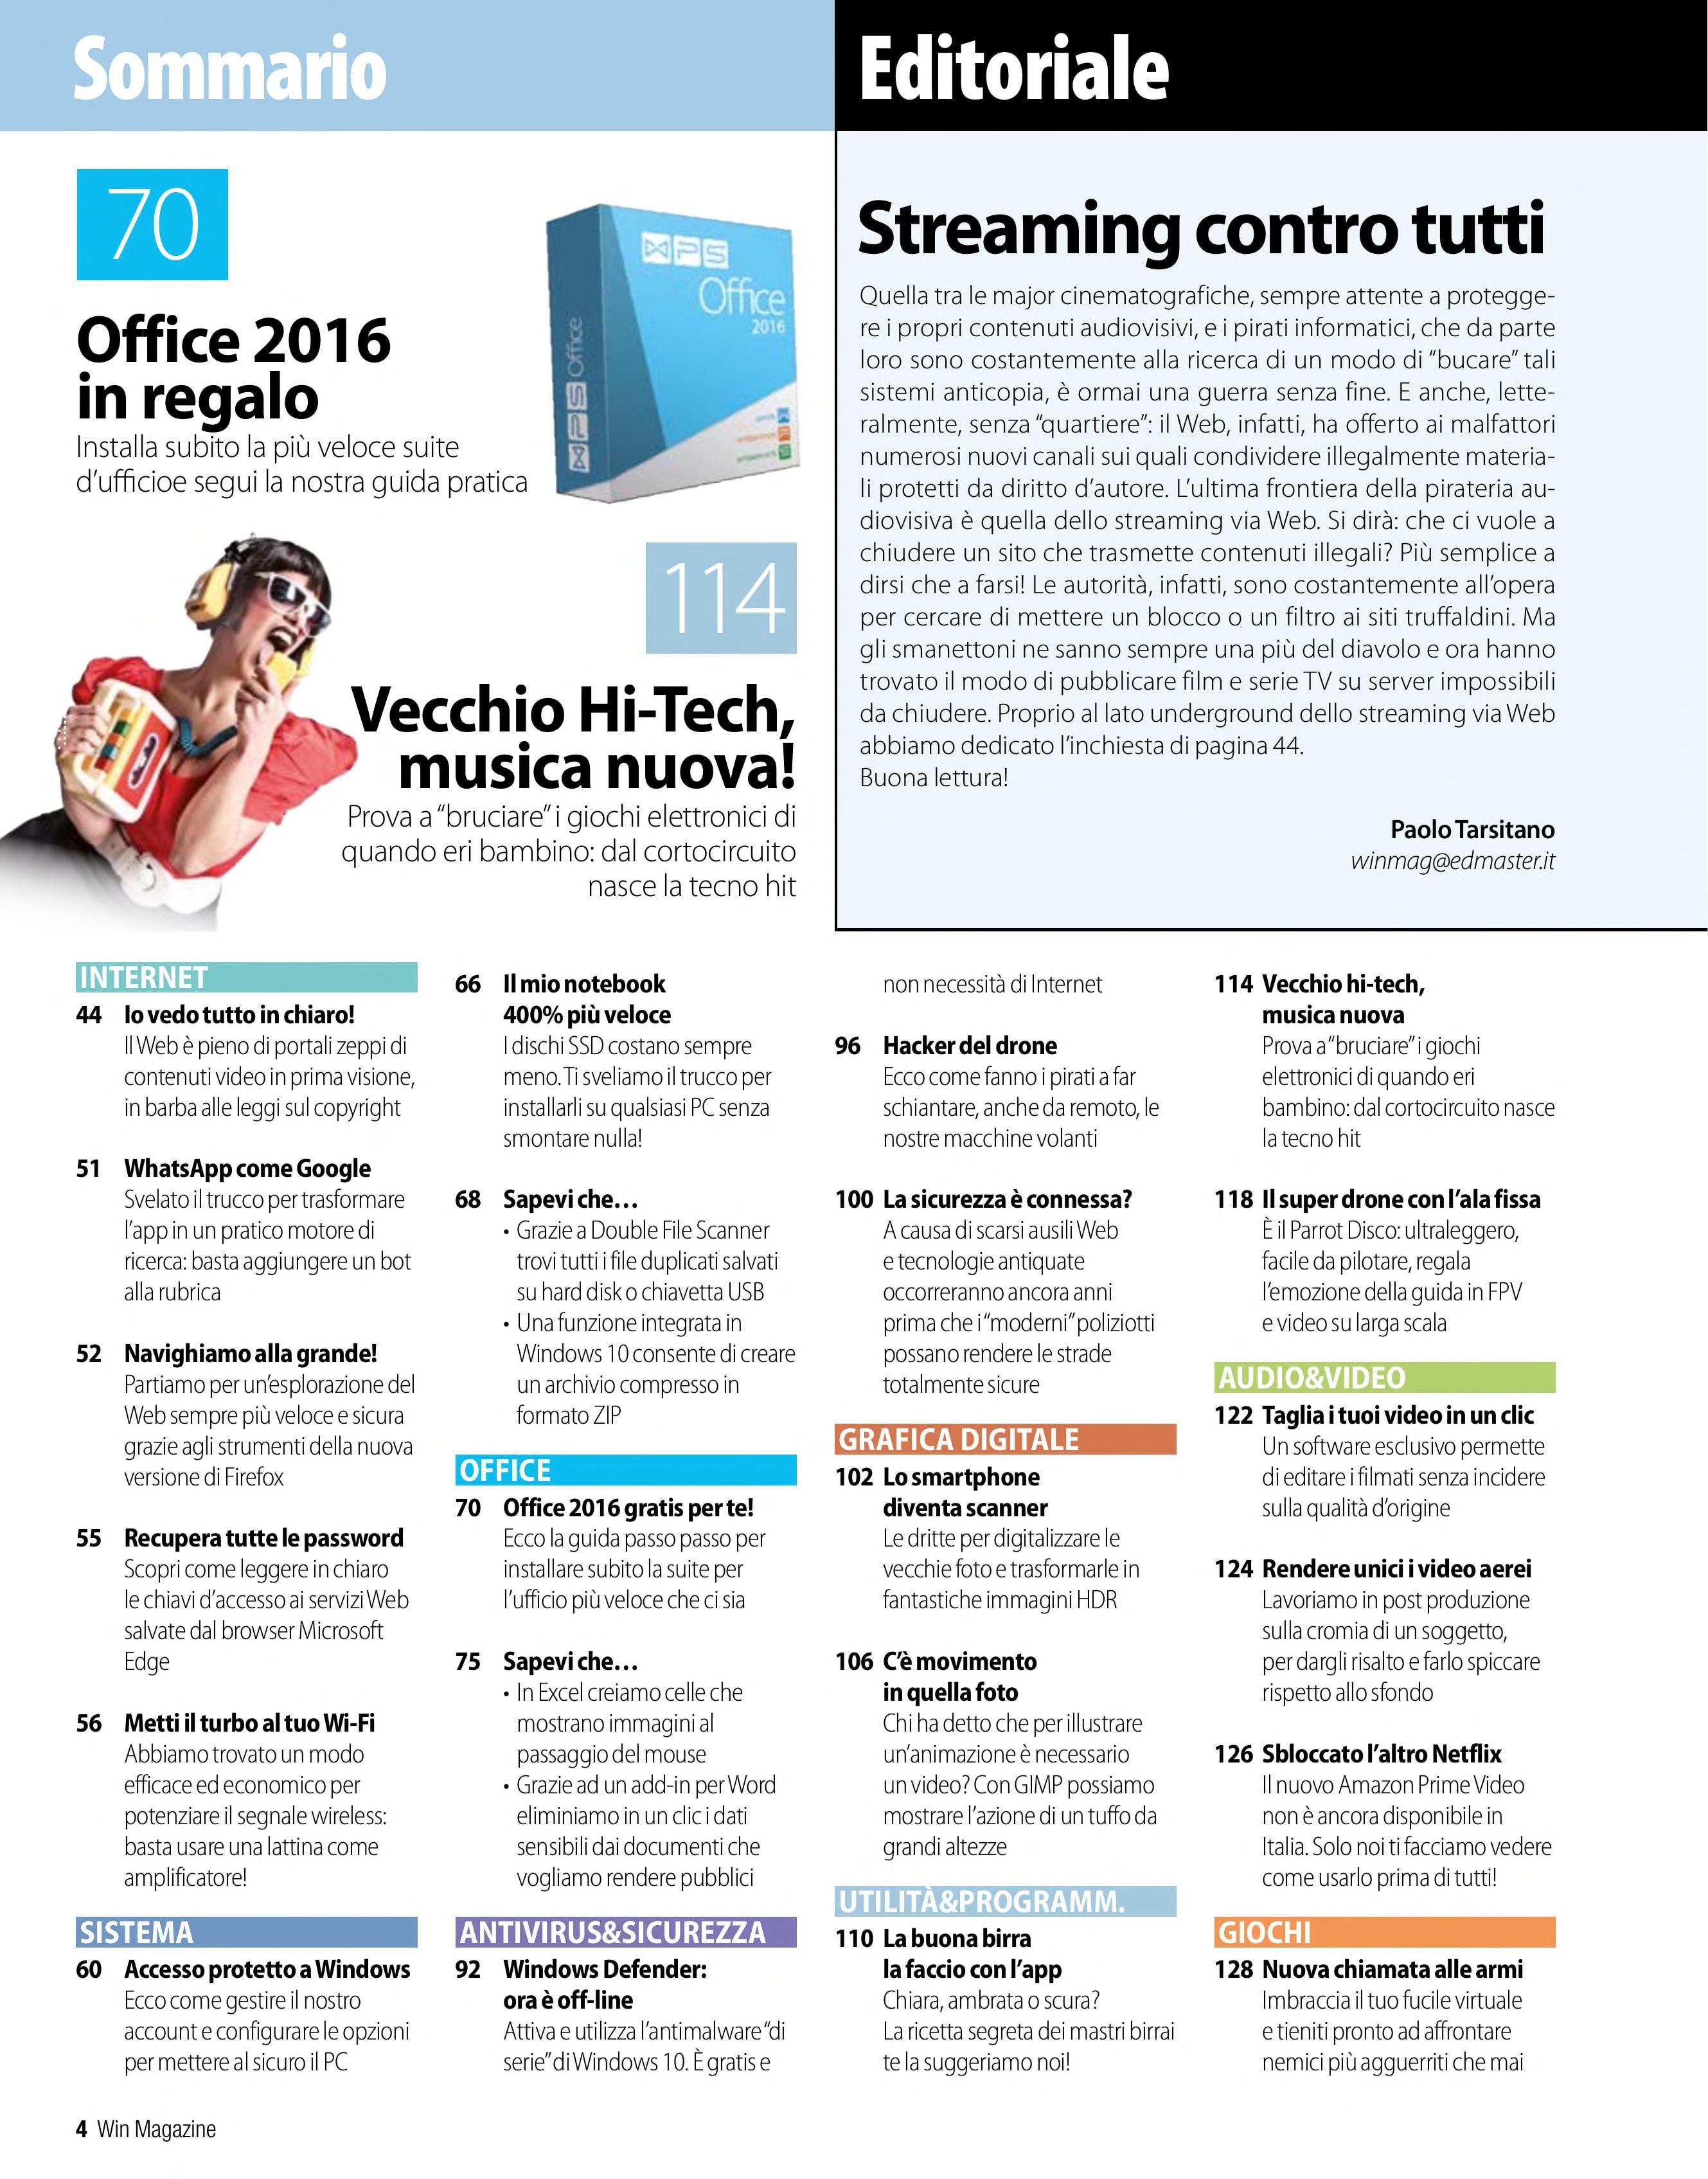 Sommario
70
Office 2016
in regalo
Installa subito la più veloce suite
d'ufficioe segui la nostra guida pratica
WPS
Office
2016
WPS Office
114
Vecchio Hi-Tech,
musica nuova!
Prova a "bruciare" i giochi elettronici di
quando eri bambino: dal cortocircuito
nasce la tecno hit
Editoriale
Streaming contro tutti
Quella tra le major cinematografiche, sempre attente a protegge-
re i propri contenuti audiovisivi, e i pirati informatici, che da parte
loro sono costantemente alla ricerca di un modo di "bucare" tali
sistemi anticopia, è ormai una guerra senza fine. E anche, lette-
ralmente, senza "quartiere": il Web, infatti, ha offerto ai malfattori
numerosi nuovi canali sui quali condividere illegalmente materia-
li protetti da diritto d'autore. L'ultima frontiera della pirateria au-
diovisiva è quella dello streaming via Web. Si dirà: che ci vuole a
chiudere un sito che trasmette contenuti illegali? Più semplice a
dirsi che a farsi! Le autorità, infatti, sono costantemente all'opera
per cercare di mettere un blocco o un filtro ai siti truffaldini. Ma
gli smanettoni ne sanno sempre una più del diavolo e ora hanno
trovato il modo di pubblicare film e serie TV su server impossibili
da chiudere. Proprio al lato underground dello streaming via Web
abbiamo dedicato l'inchiesta di pagina 44.
Buona lettura!
Paolo Tarsitano
winmag@edmaster.it
INTERNET
44 Io vedo tutto in chiaro!
Il Web è pieno di portali zeppi di
contenuti video in prima visione,
in barba alle leggi sul copyright
51 WhatsApp come Google
Svelato il trucco per trasformare
l'app in un pratico motore di
ricerca: basta aggiungere un bot
alla rubrica
52 Navighiamo alla grande!
Partiamo per un'esplorazione del
Web sempre più veloce e sicura
grazie agli strumenti della nuova
versione di Firefox
55 Recupera tutte le password
Scopri come leggere in chiaro
le chiavi d'accesso ai servizi Web
salvate dal browser Microsoft
Edge
56 Metti il turbo al tuo Wi-Fi
Abbiamo trovato un modo
efficace ed economico per
potenziare il segnale wireless:
basta usare una lattina come
amplificatore!
SISTEMA
60 Accesso protetto a Windows
Ecco come gestire il nostro
account e configurare le opzioni
per mettere al sicuro il PC
66 Il mio notebook
400% più veloce
I dischi SSD costano sempre
meno. Ti sveliamo il trucco per
installarli su qualsiasi PC senza
smontare nulla!
68 Sapevi che…
• Grazie a Double File Scanner
trovi tutti i file duplicati salvati
su hard disk o chiavetta USB
• Una funzione integrata in
Windows 10 consente di creare
un archivio compresso in
formato ZIP
OFFICE
70 Office 2016 gratis per te!
Ecco la guida passo passo per
installare subito la suite per
l'ufficio più veloce che ci sia
75 Sapevi che…
• In Excel creiamo celle che
mostrano immagini al
passaggio del mouse
• Grazie ad un add-in per Word
eliminiamo in un clic i dati
sensibili dai documenti che
vogliamo rendere pubblici
ANTIVIRUS&SICUREZZA
92 Windows Defender:
ora è off-line
Attiva e utilizza l'antimalware "di
serie" di Windows 10. È gratis e
non necessità di Internet
96 Hacker del drone
Ecco come fanno i pirati a far
schiantare, anche da remoto, le
nostre macchine volanti
100 La sicurezza è connessa?
A causa di scarsi ausili Web
e tecnologie antiquate
occorreranno ancora anni
prima che i "moderni" poliziotti
possano rendere le strade
totalmente sicure
GRAFICA DIGITALE
102 Lo smartphone
diventa scanner
Le dritte per digitalizzare le
vecchie foto e trasformarle in
fantastiche immagini HDR
106 C'è movimento
in quella foto
Chi ha detto che per illustrare
un'animazione è necessario
un video? Con GIMP possiamo
mostrare l'azione di un tuffo da
grandi altezze
UTILITÀ&PROGRAMM.
110 La buona birra
la faccio con l'app
Chiara, ambrata o scura?
La ricetta segreta dei mastri birrai
te la suggeriamo noi!
114 Vecchio hi-tech,
musica nuova
Prova a "bruciare" i giochi
elettronici di quando eri
bambino: dal cortocircuito nasce
la tecno hit
118 Il super drone con l'ala fissa
È il Parrot Disco: ultraleggero,
facile da pilotare, regala
l'emozione della guida in FPV
e video su larga scala
AUDIO&VIDEO
122 Taglia i tuoi video in un clic
Un software esclusivo permette
di editare i filmati senza incidere
sulla qualità d'origine
124 Rendere unici i video aerei
Lavoriamo in post produzione
sulla cromia di un soggetto,
per dargli risalto e farlo spiccare
rispetto allo sfondo
126 Sbloccato l'altro Netflix
Il nuovo Amazon Prime Video
non è ancora disponibile in
Italia. Solo noi ti facciamo vedere
come usarlo prima di tutti!
GIOCHI
128 Nuova chiamata alle armi
Imbraccia il tuo fucile virtuale
e tieniti pronto ad affrontare
nemici più agguerriti che mai
4 Win Magazine